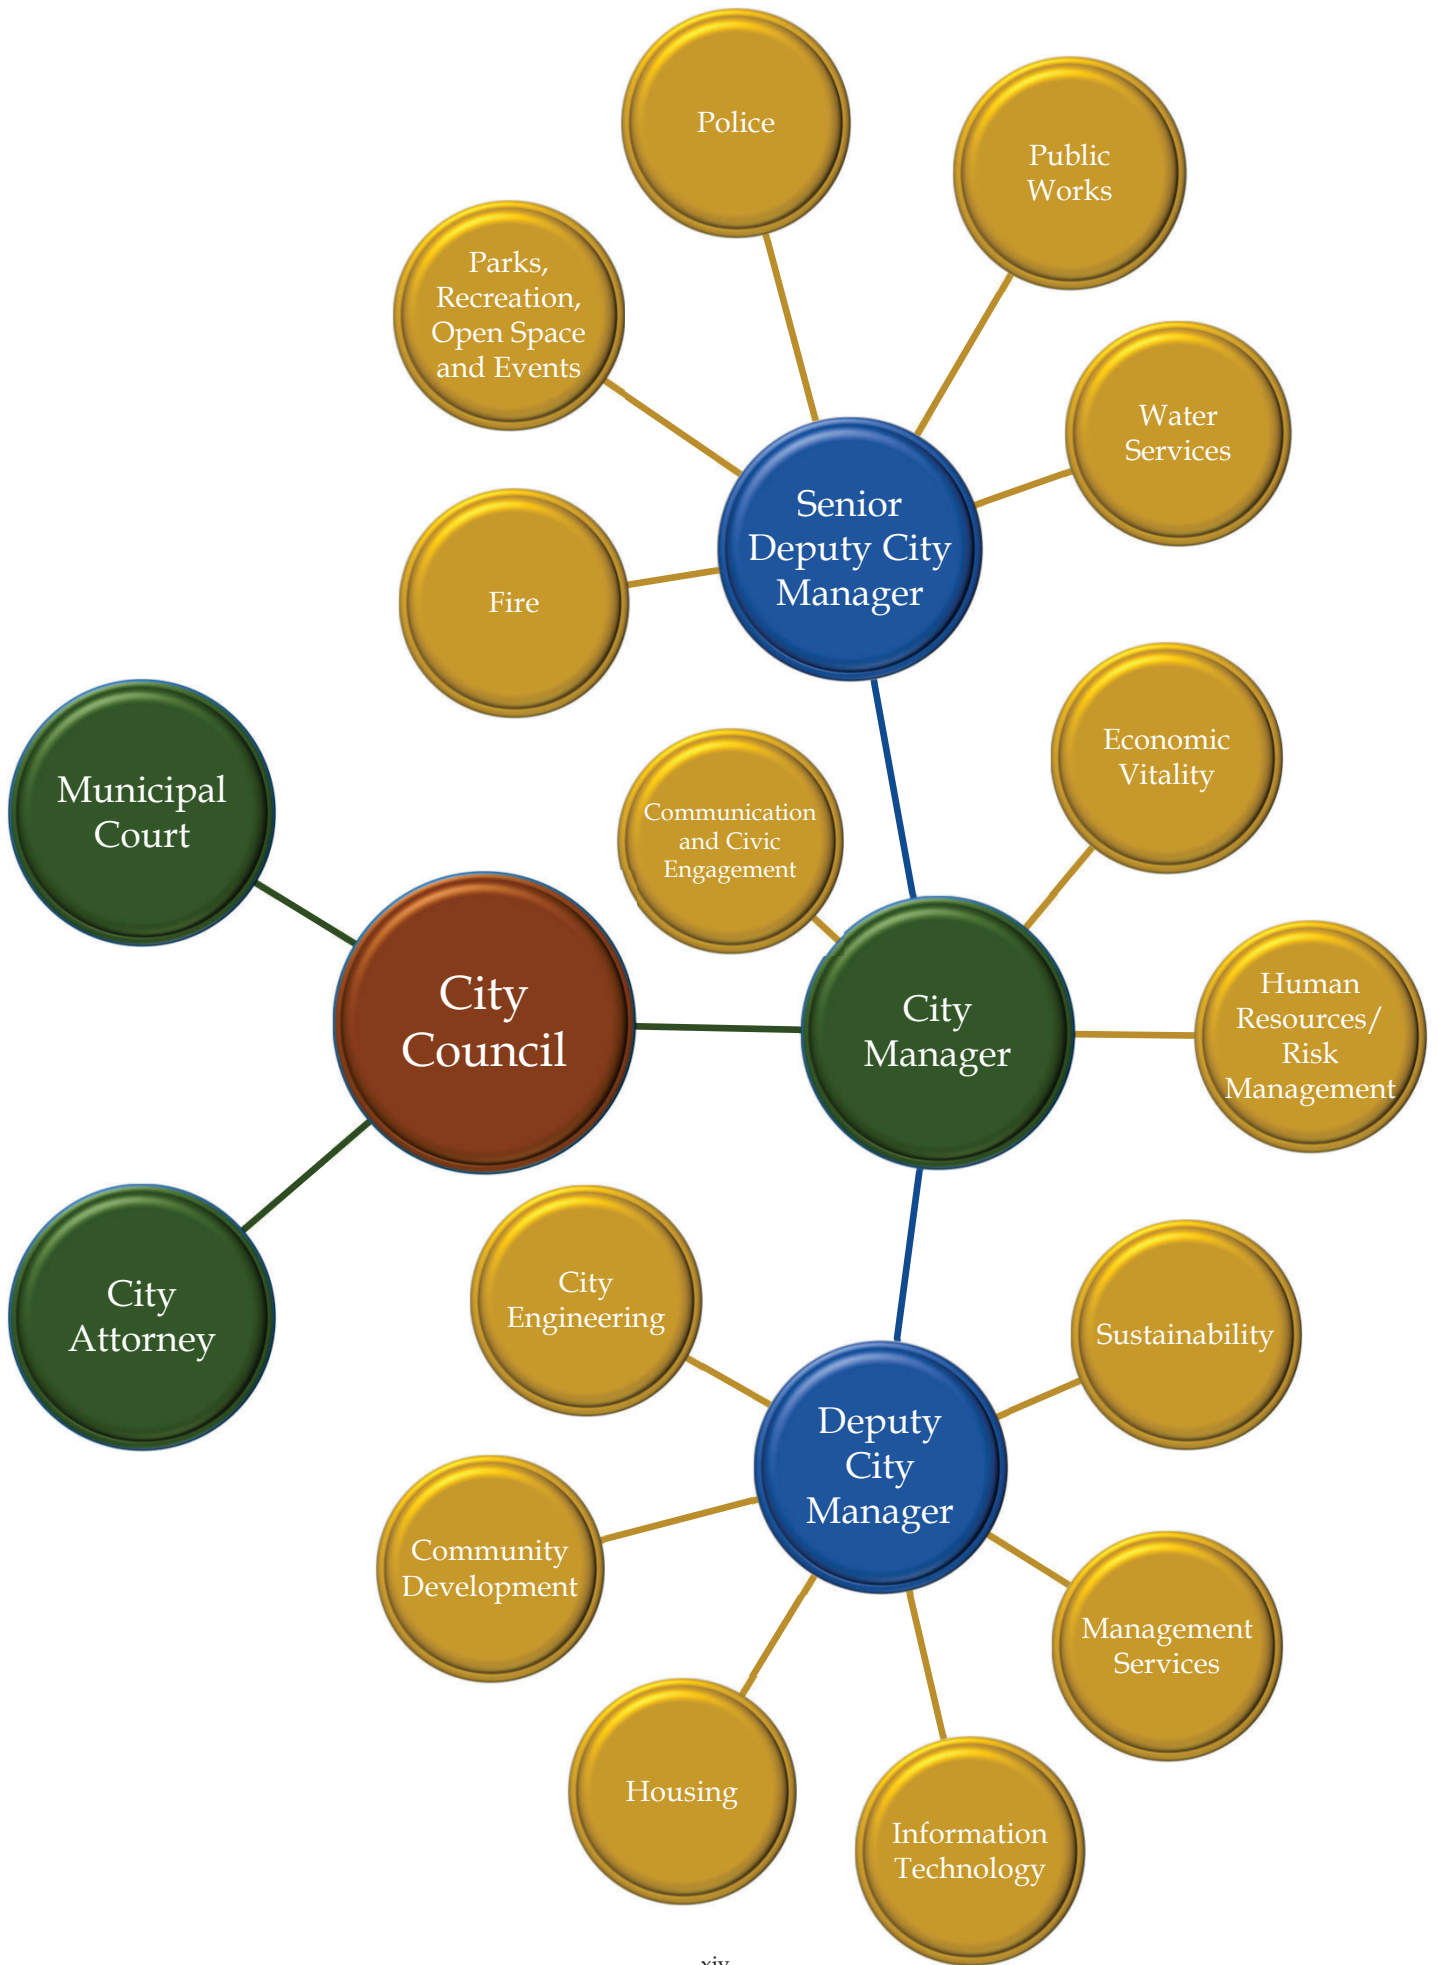 Police
Public
Works
Parks,
Recreation,
Open Space
and Events
Water
Services
Senior
Deputy City
Manager
Fire
Economic
Vitality
Municipal
Court
Communication
and Civic
Engagement
City
Council
City
Manager
Human
Resources/
Risk
Management
City
Engineering
City
Attorney
Sustainability
Deputy
City
Manager
Community
Development
Management
Services
Housing
Information
Technology
xiv